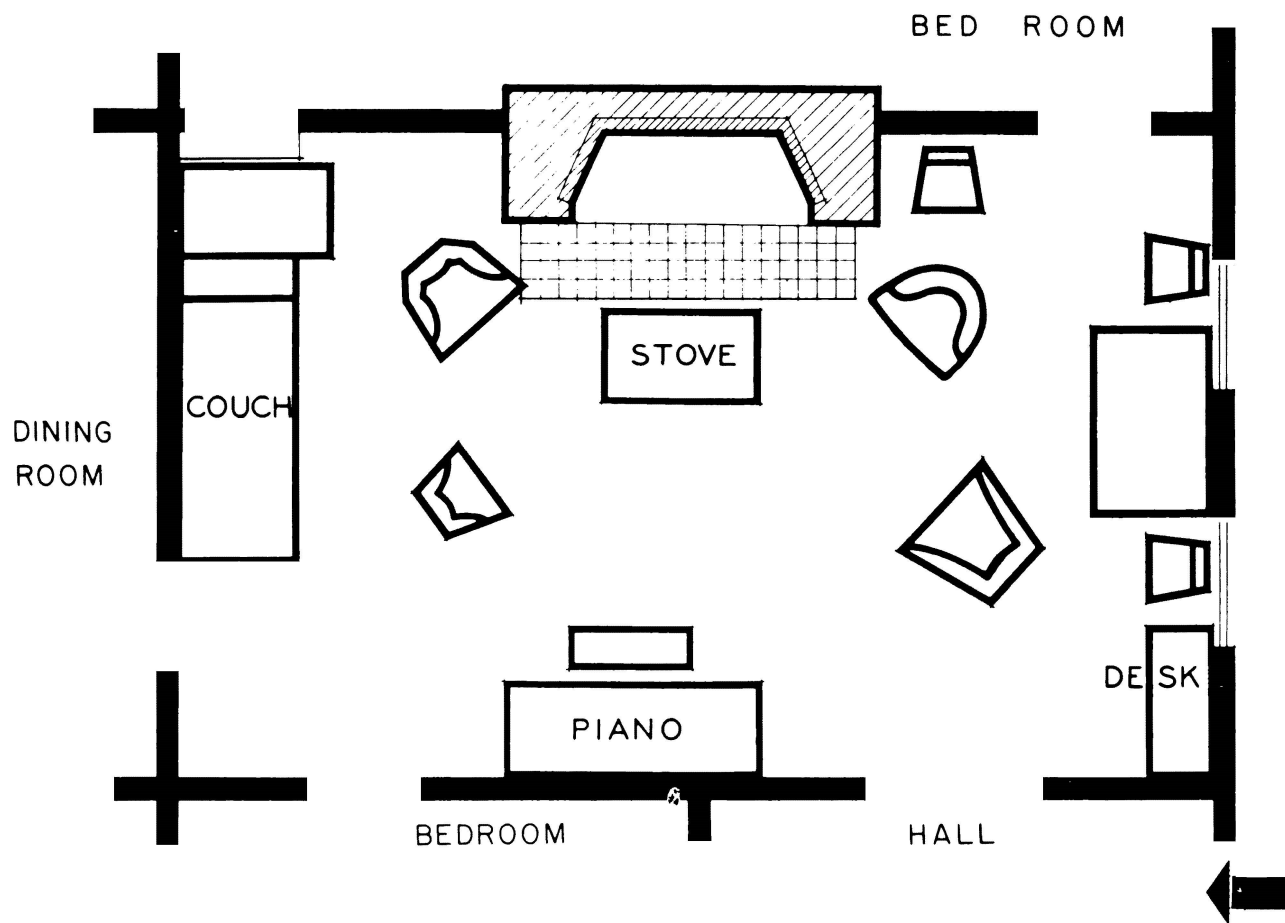 BED ROOM
STOVE
COUCH
DINING
ROOM
DESK
PIANO
BEDROOM
HALL